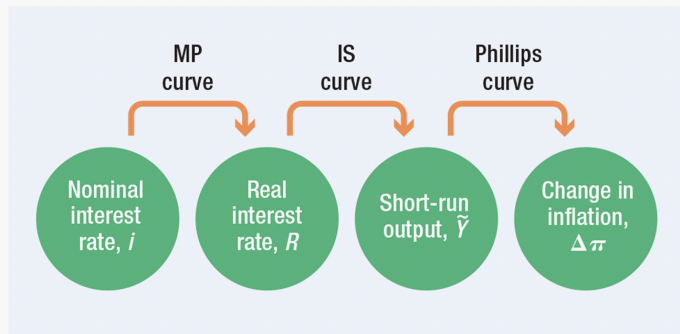 MP
curve
IS
curve
Phillips
curve
Nominal
interest
rate, i
Real
interest
rate, R
Short-run
output, Ỹ
Change in
inflation,
Δπ